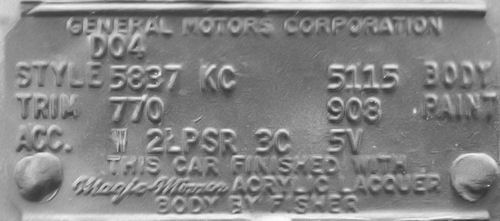 GENERAL MOTORS CORPORATION
D04
STYLE 5837 KC 5115 BODY
TRIM 770 908 PAINT
ACC. W 2LPSR 3C 5V
THIS CAR FINISHED WITH
Magic-Mirror ACRYLIC LACQUER
BODY BY FISHER